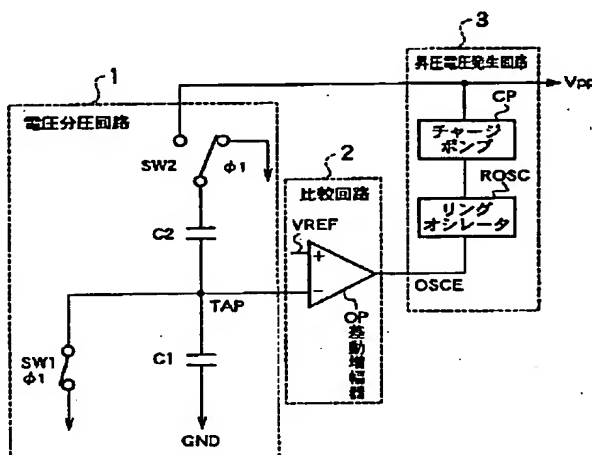 3
昇圧電圧発生回路
Vpp
1
電圧分圧回路
CP
チャージ
ポンプ
SW2
φ1
2
比較回路
ROSC
リング
オシレータ
VREF
C2
+
−
OSCE
TAP
OP
差動増幅器
SW1
φ1
C1
GND